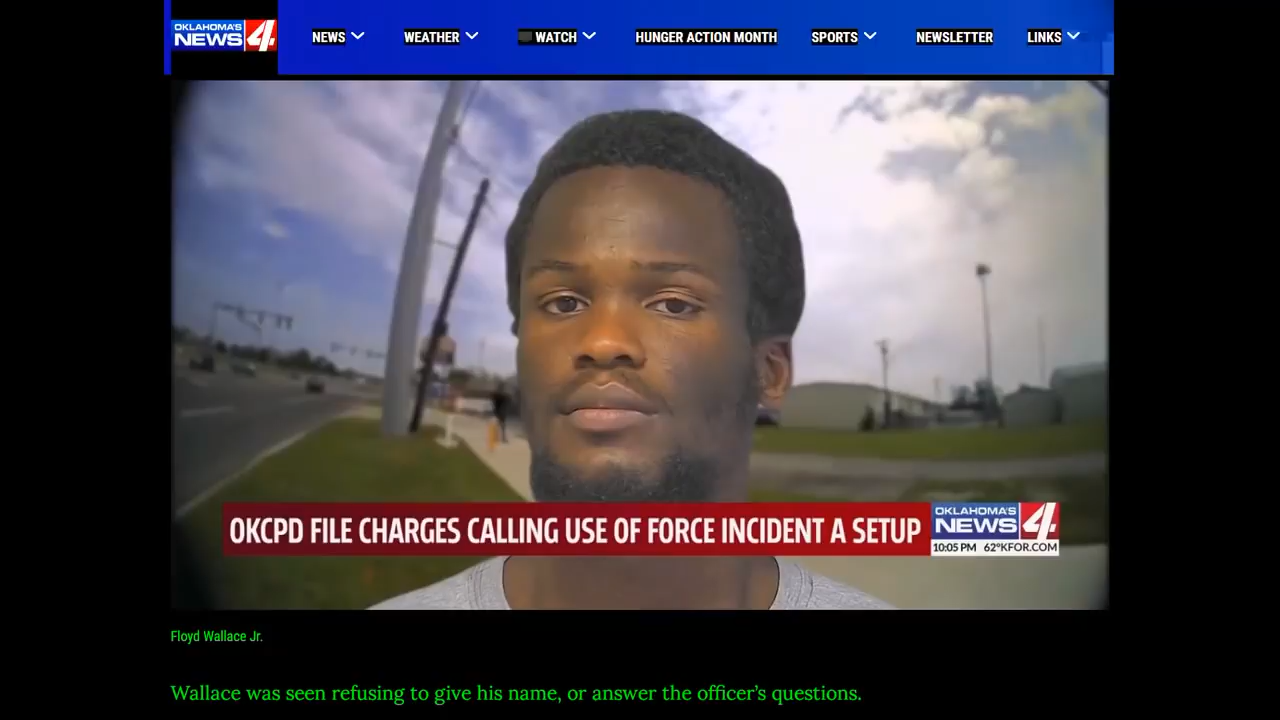 OKLAHOMA'S
NEWS 4
NEWS
WEATHER
WATCH
HUNGER ACTION MONTH
SPORTS
NEWSLETTER
LINKS
OKCPD FILE CHARGES CALLING USE OF FORCE INCIDENT A SETUP
OKLAHOMA'S
NEWS 4
10:05 PM 62° KFOR.COM
Floyd Wallace Jr.
Wallace was seen refusing to give his name, or answer the officer's questions.